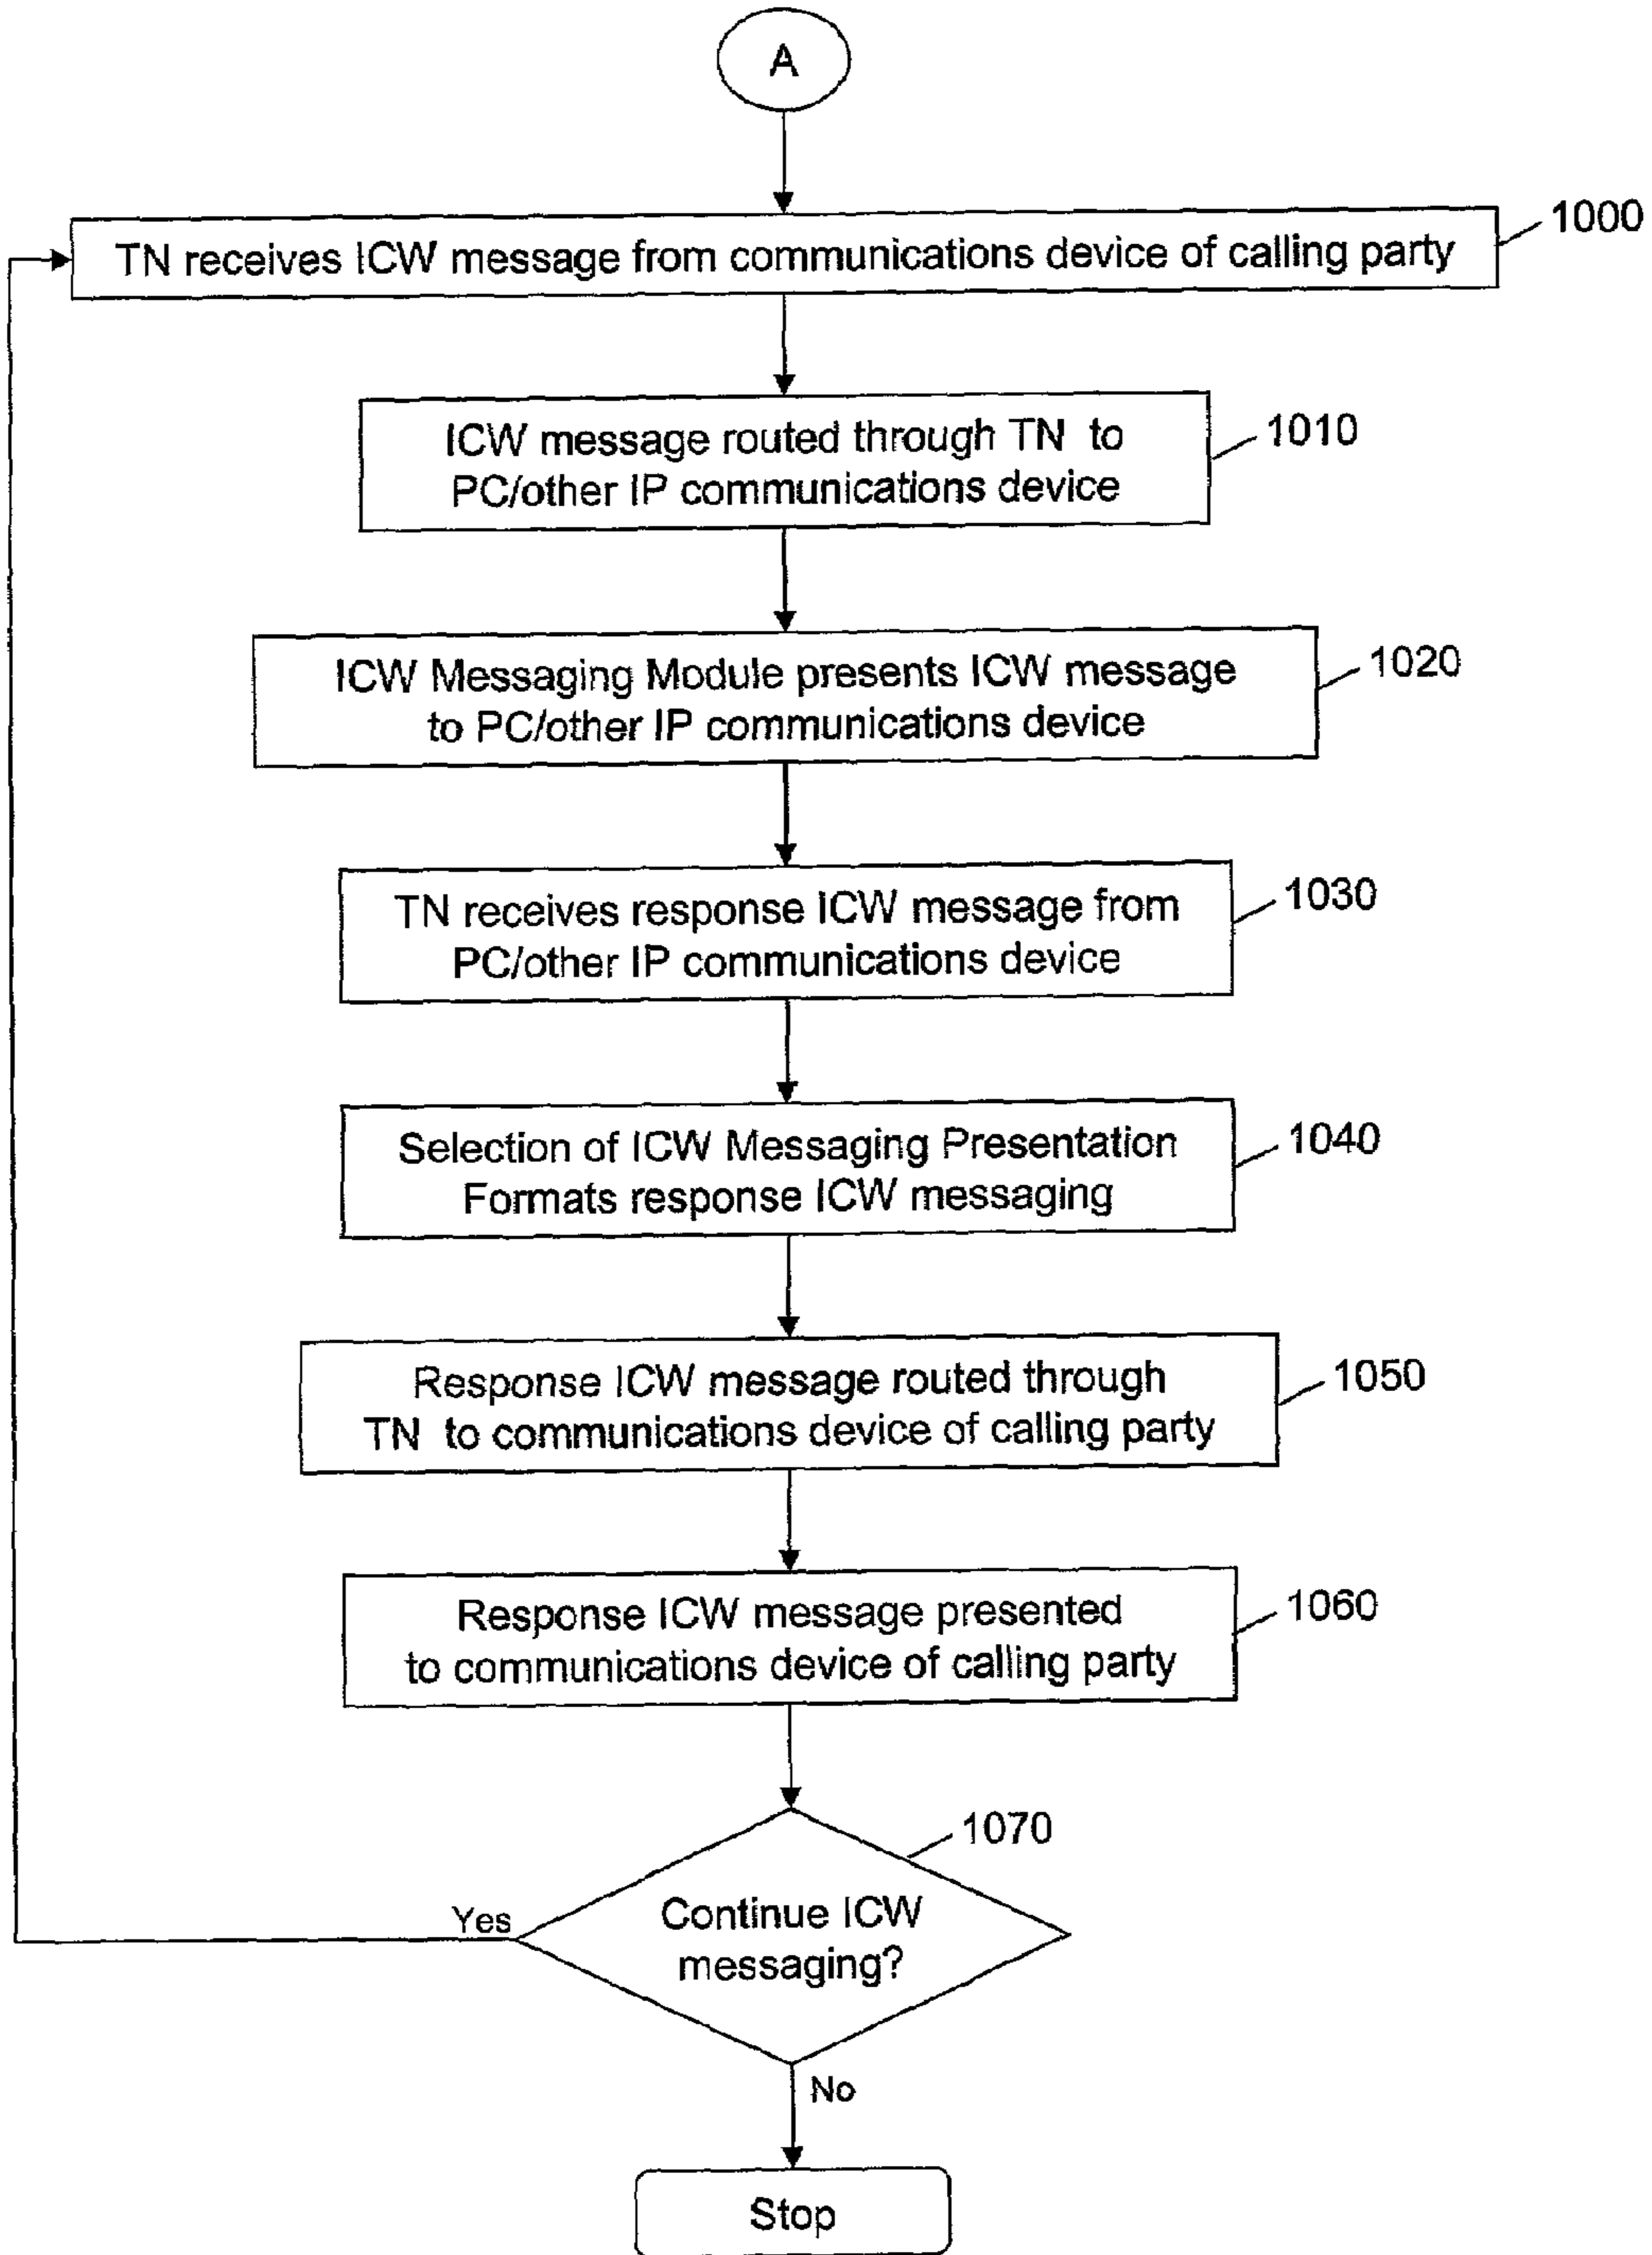 A
TN receives ICW message from communications device of calling party
1000
ICW message routed through TN to
PC/other IP communications device
1010
ICW Messaging Module presents ICW message
to PC/other IP communications device
1020
TN receives response ICW message from
PC/other IP communications device
1030
Selection of ICW Messaging Presentation
Formats response ICW messaging
1040
Response ICW message routed through
TN to communications device of calling party
1050
Response ICW message presented
to communications device of calling party
1060
1070
Continue ICW
messaging?
Yes
No
Stop